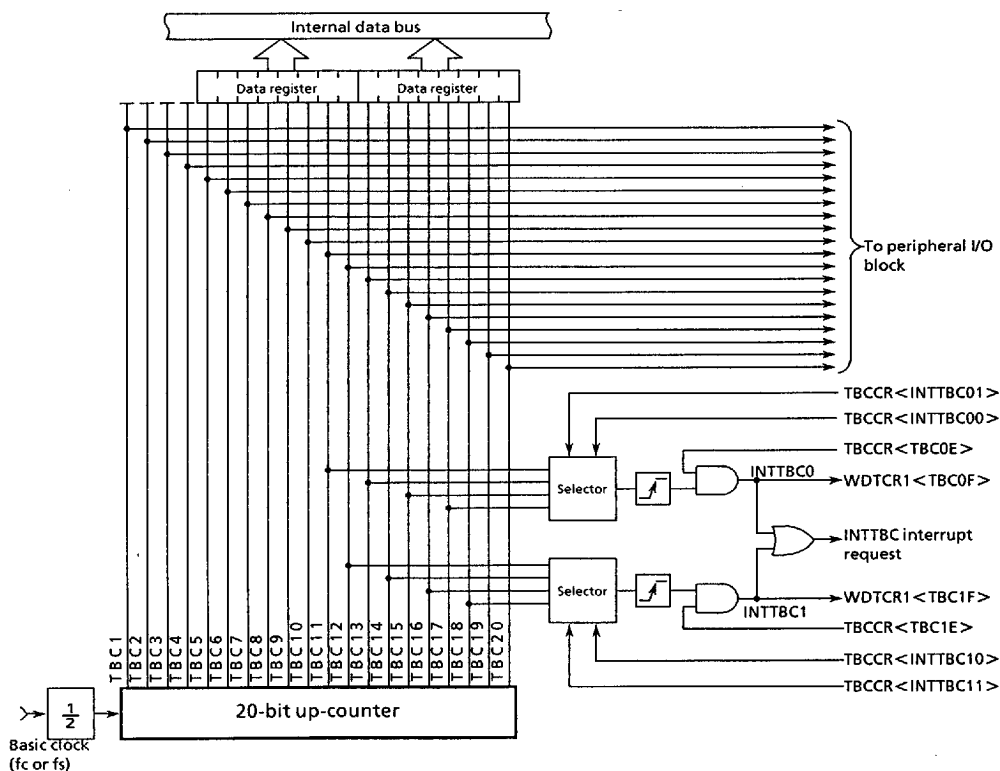 Internal data bus
Data register
Data register
To peripheral I/O
block
TBCCR<INTTBC01>
TBCCR<INTTBC00>
TBCCR<TBC0E>
INTTBC0
WDTCR1<TBC0F>
Selector
INTTBC interrupt
request
Selector
WDTCR1<TBC1F>
INTTBC1
TBCCR<TBC1E>
TBCCR<INTTBC10>
TBCCR<INTTBC11>
TBC1
TBC2
TBC3
TBC4
TBC5
TBC6
TBC7
TBC8
TBC9
TBC10
TBC11
TBC12
TBC13
TBC14
TBC15
TBC16
TBC17
TBC18
TBC19
TBC20
1
2
20-bit up-counter
Basic clock
(fc or fs)